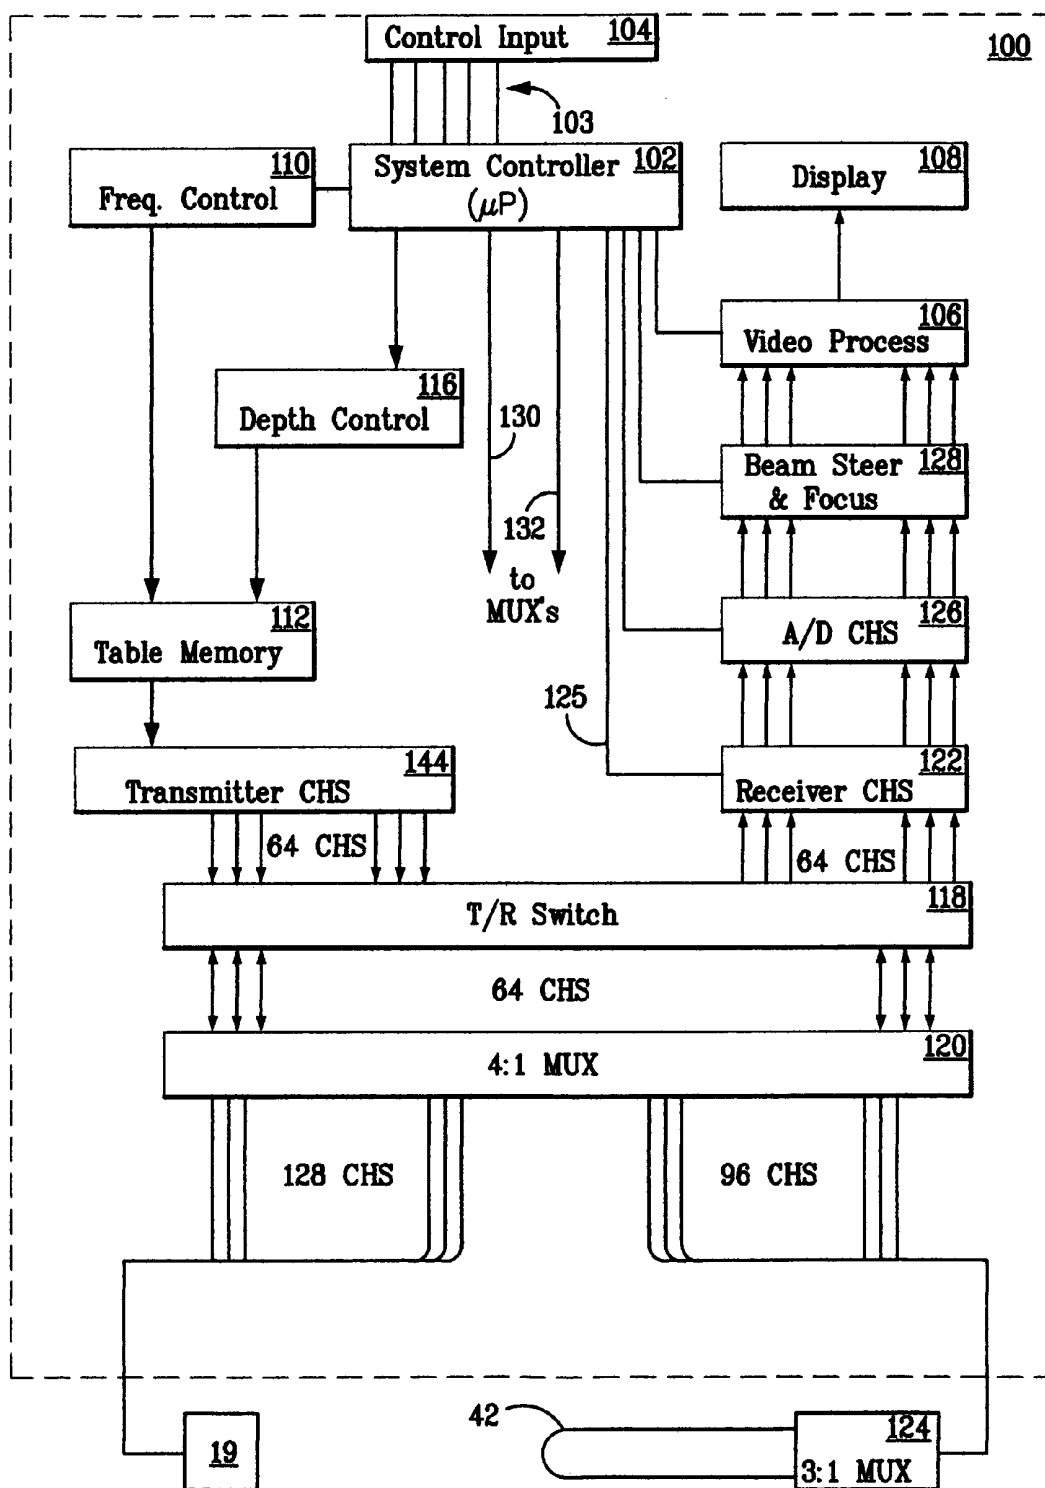 Control Input 104
100
103
110
Freq. Control
System Controller 102
(μP)
108
Display
106
Video Process
116
Depth Control
130
132
to
MUX's
Beam Steer 128
& Focus
112
Table Memory
126
A/D CHS
125
144
Transmitter CHS
122
Receiver CHS
64 CHS
64 CHS
T/R Switch 118
64 CHS
4:1 MUX 120
128 CHS
96 CHS
19
42
124
3:1 MUX